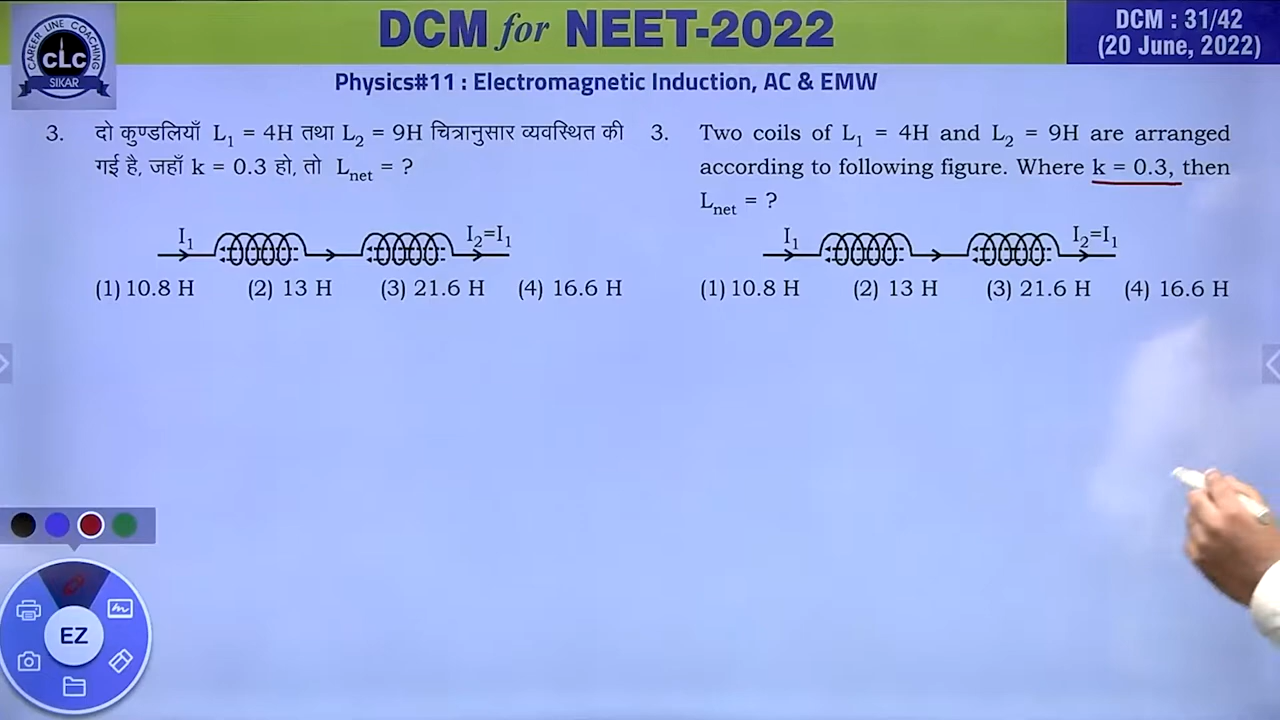 DCM for NEET-2022
DCM : 31/42
(20 June, 2022)
CAREER LINE COACHING
CLC
SIKAR
Physics#11 : Electromagnetic Induction, AC & EMW
3. दो कुण्डलियाँ L₁ = 4H तथा L₂ = 9H चित्रानुसार व्यवस्थित की
गई है, जहाँ k = 0.3 हो, तो L_net = ?
I₁
I₂=I₁
(1) 10.8 H (2) 13 H (3) 21.6 H (4) 16.6 H
3. Two coils of L₁ = 4H and L₂ = 9H are arranged
according to following figure. Where k = 0.3, then
L_net = ?
I₁
I₂=I₁
(1) 10.8 H (2) 13 H (3) 21.6 H (4) 16.6 H
EZ